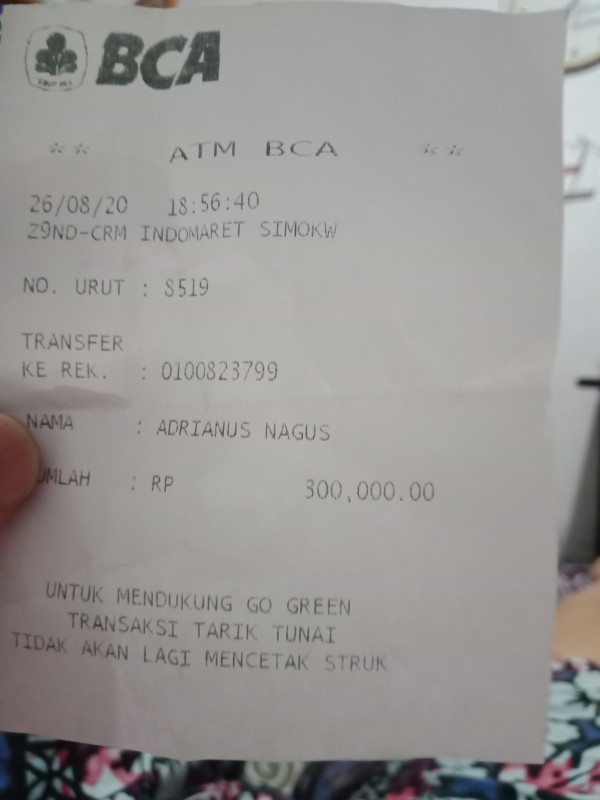 BCA
** ATM BCA **
26/08/20 18:56:40
Z9ND-CRM INDOMARET SIMOKW
NO. URUT : 8519
TRANSFER
KE REK. : 0100823799
NAMA : ADRIANUS NAGUS
UMLAH : RP 300,000.00
UNTUK MENDUKUNG GO GREEN
TRANSAKSI TARIK TUNAI
TIDAK AKAN LAGI MENCETAK STRUK